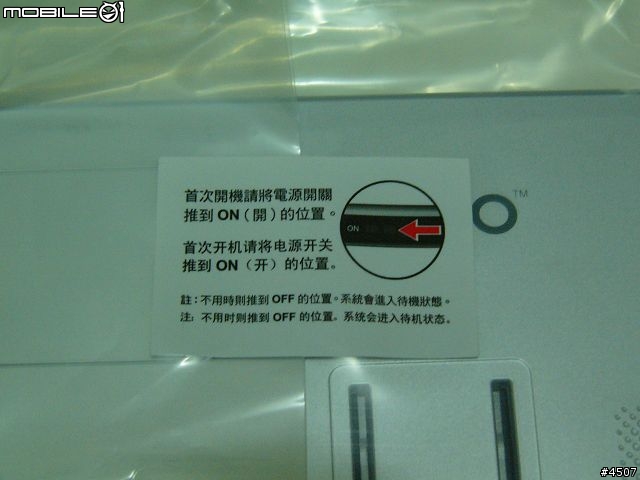 MOBILE01
首次開機請將電源開關
推到 ON（開）的位置。
ON
首次开机请将电源开关
推到 ON（开）的位置。
註：不用時則推到 OFF 的位置。系統會進入待機狀態。
注：不用时则推到 OFF 的位置。系统会进入待机状态。
TM
#4507